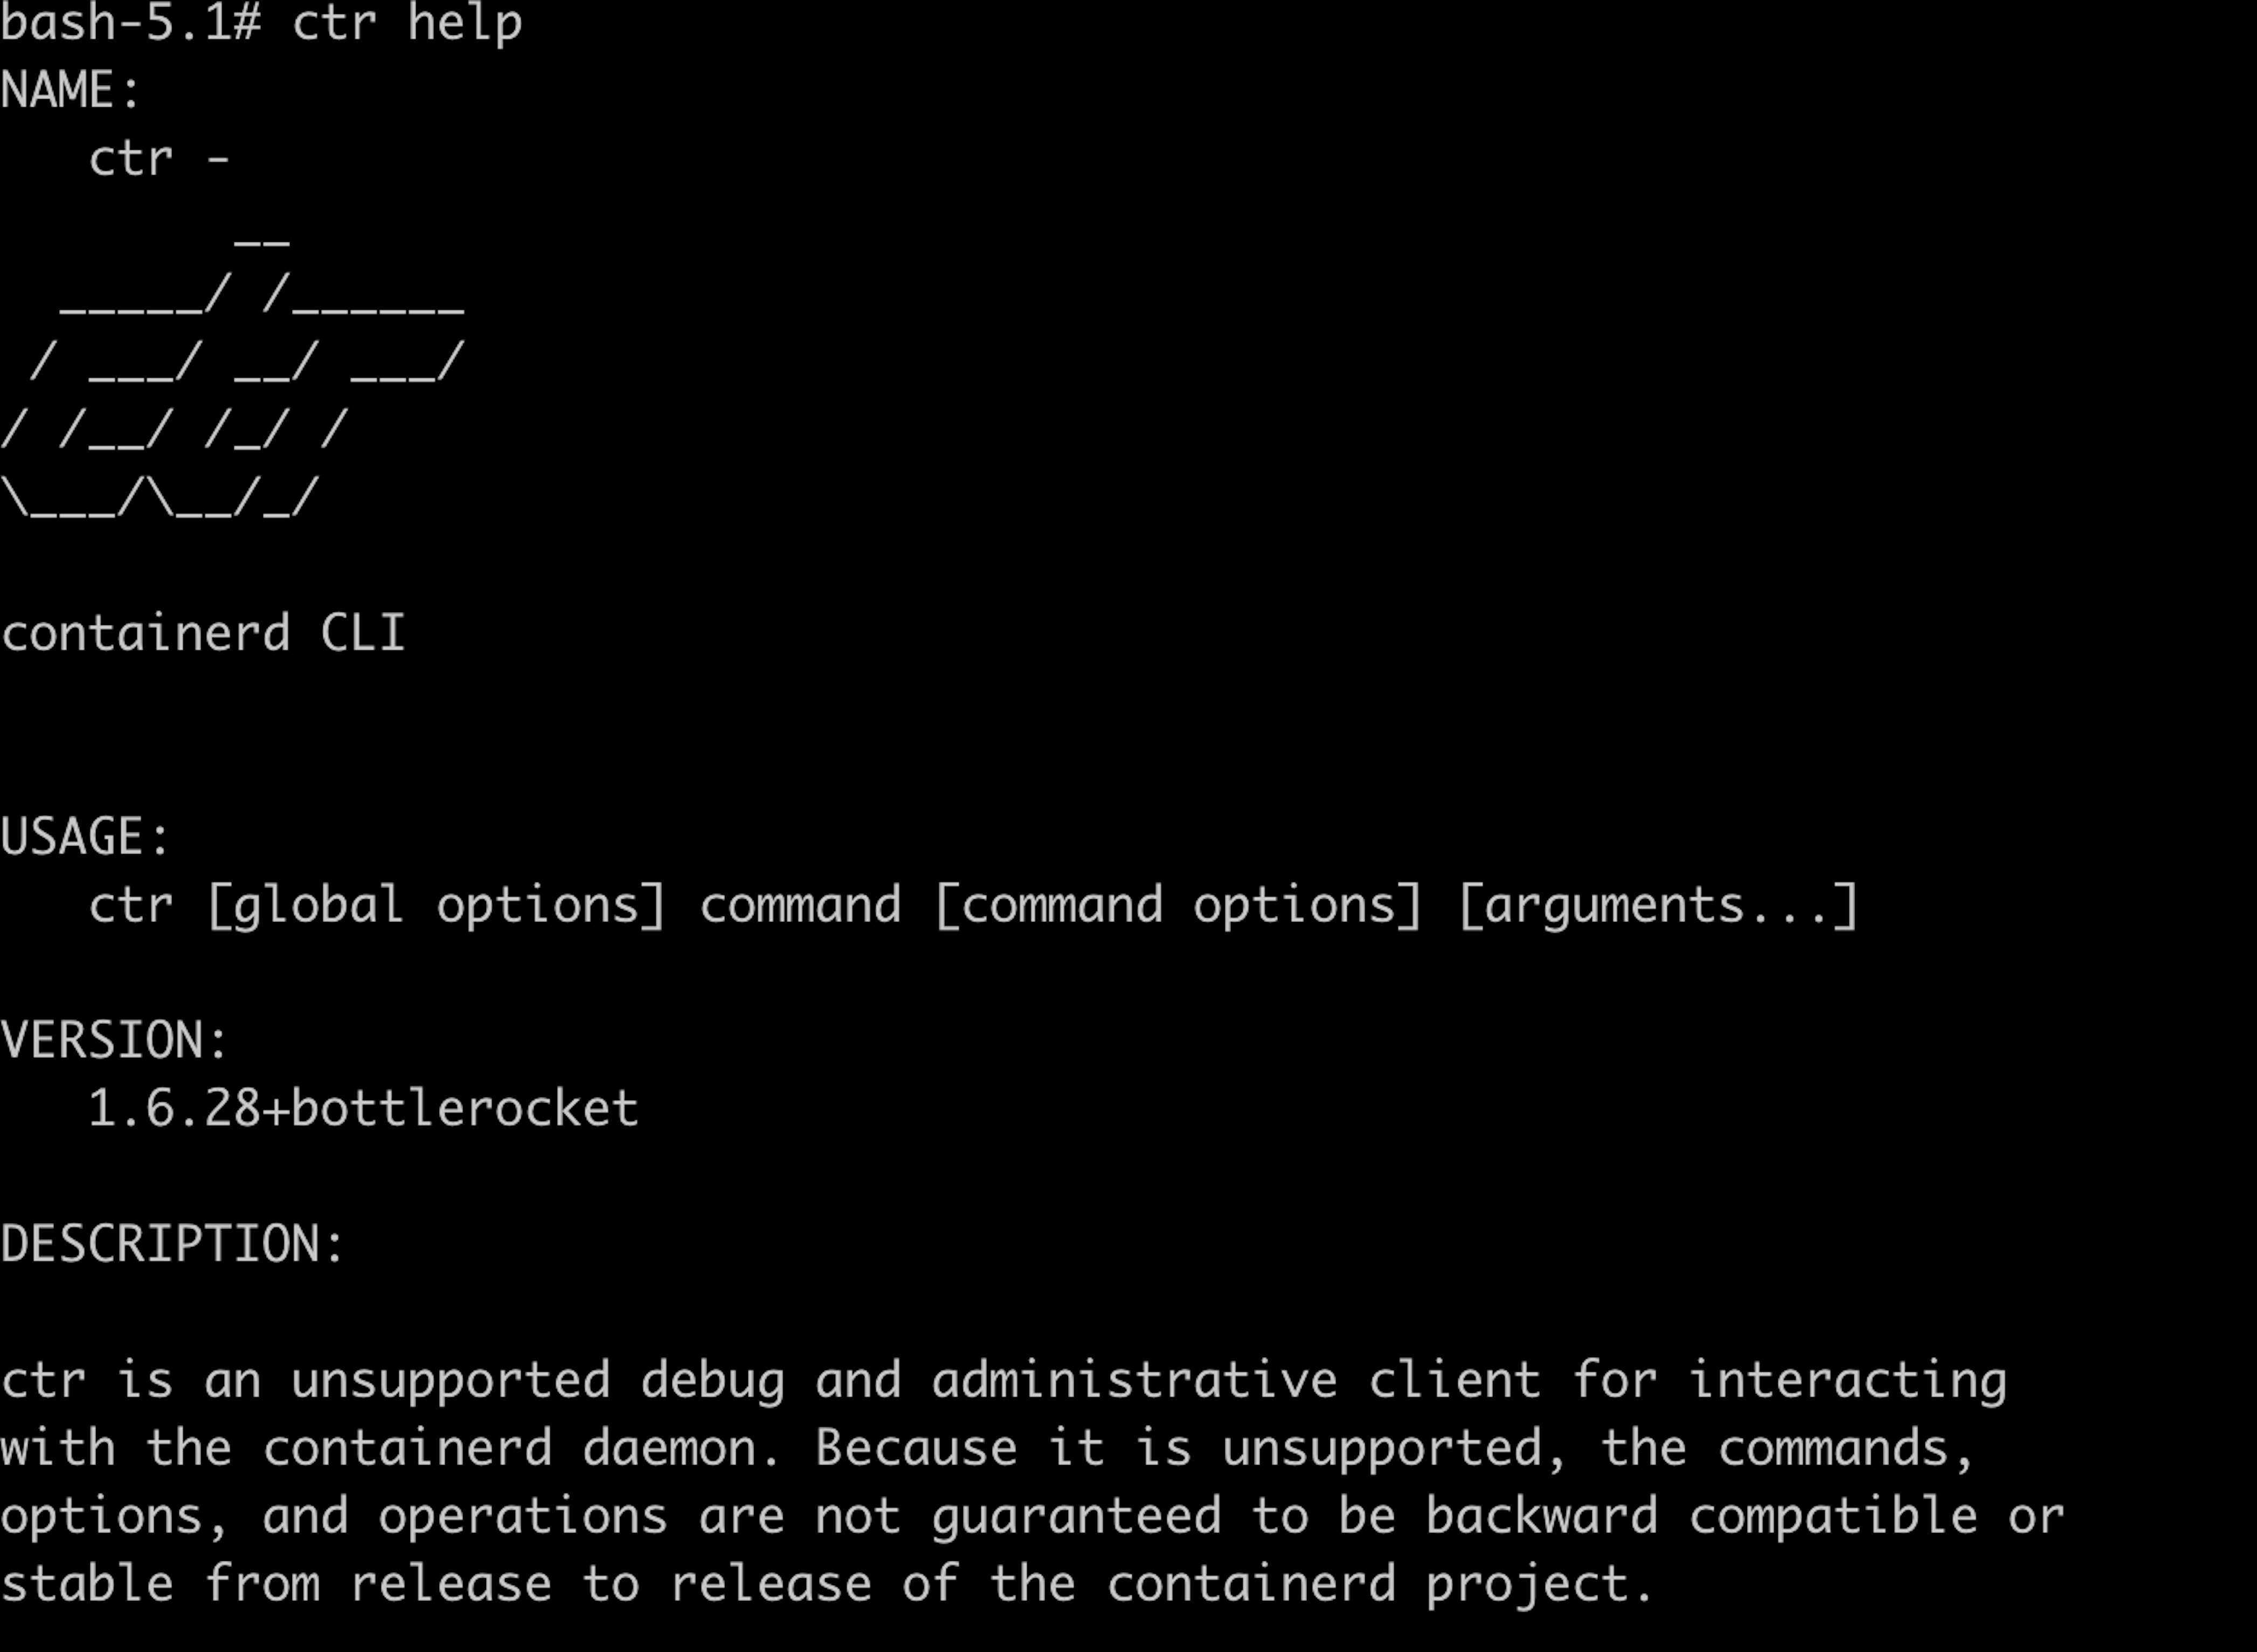 bash-5.1# ctr help
NAME:
   ctr -
        __
  _____/ /______
 / ___/ __/ ___/
/ /__/ /_/ /
\___/\__/_/

containerd CLI

USAGE:
   ctr [global options] command [command options] [arguments...]

VERSION:
   1.6.28+bottlerocket

DESCRIPTION:

ctr is an unsupported debug and administrative client for interacting
with the containerd daemon. Because it is unsupported, the commands,
options, and operations are not guaranteed to be backward compatible or
stable from release to release of the containerd project.